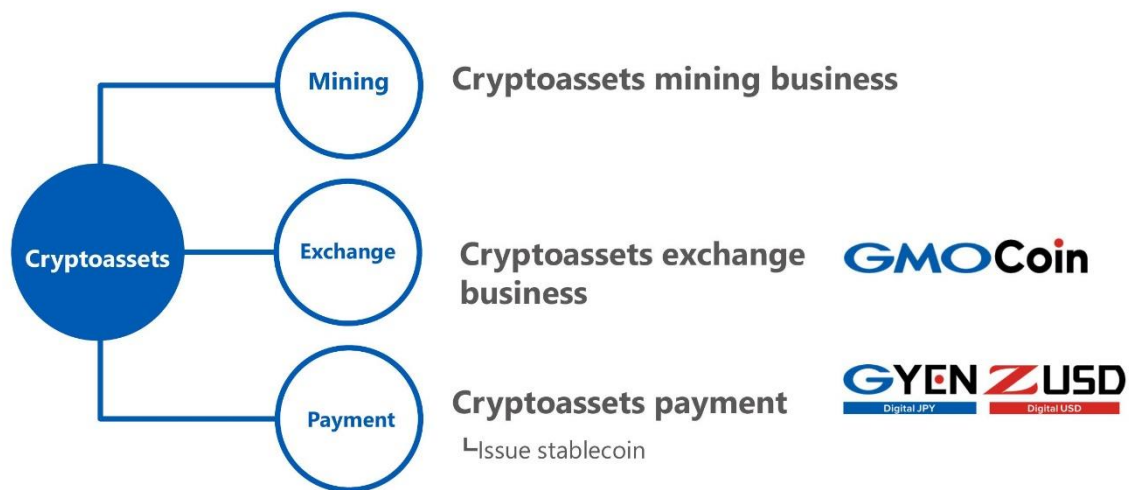 Mining
Cryptoassets mining business
Cryptoassets
Exchange
Cryptoassets exchange
business
GMOCoin
Payment
Cryptoassets payment
┗Issue stablecoin
GYEN ZUSD
Digital JPY Digital USD